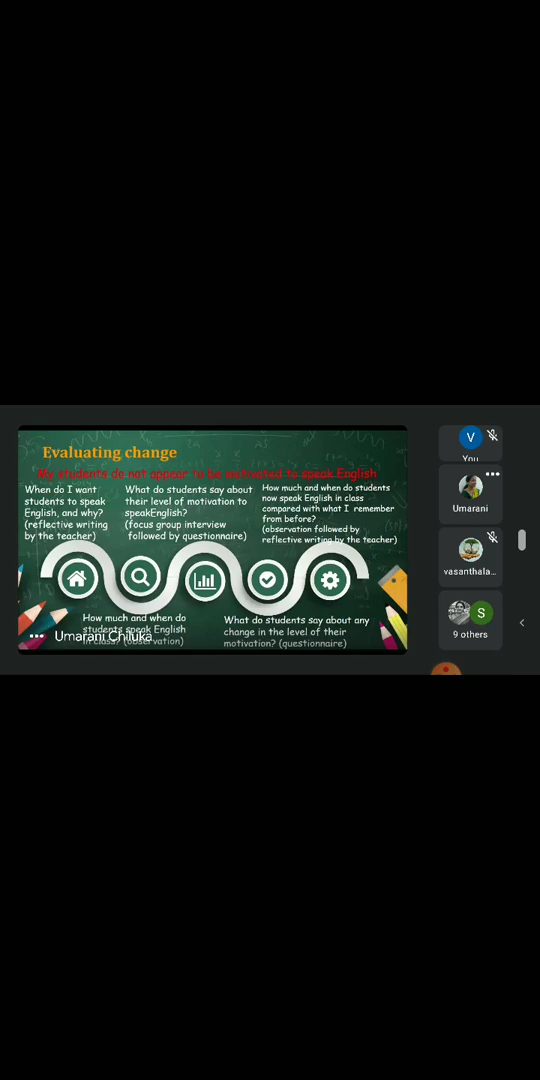 Evaluating change
My students do not appear to be motivated to speak English
When do I want
students to speak
English, and why?
(reflective writing
by the teacher)
What do students say about
their level of motivation to
speakEnglish?
(focus group interview
followed by questionnaire)
How much and when do students
now speak English in class
compared with what I remember
from before?
(observation followed by
reflective writing by the teacher)
How much and when do
students speak English
in class? (observation)
What do students say about any
change in the level of their
motivation? (questionnaire)
Umarani Chiluka
V
You
Umarani
vasanthala...
S
9 others